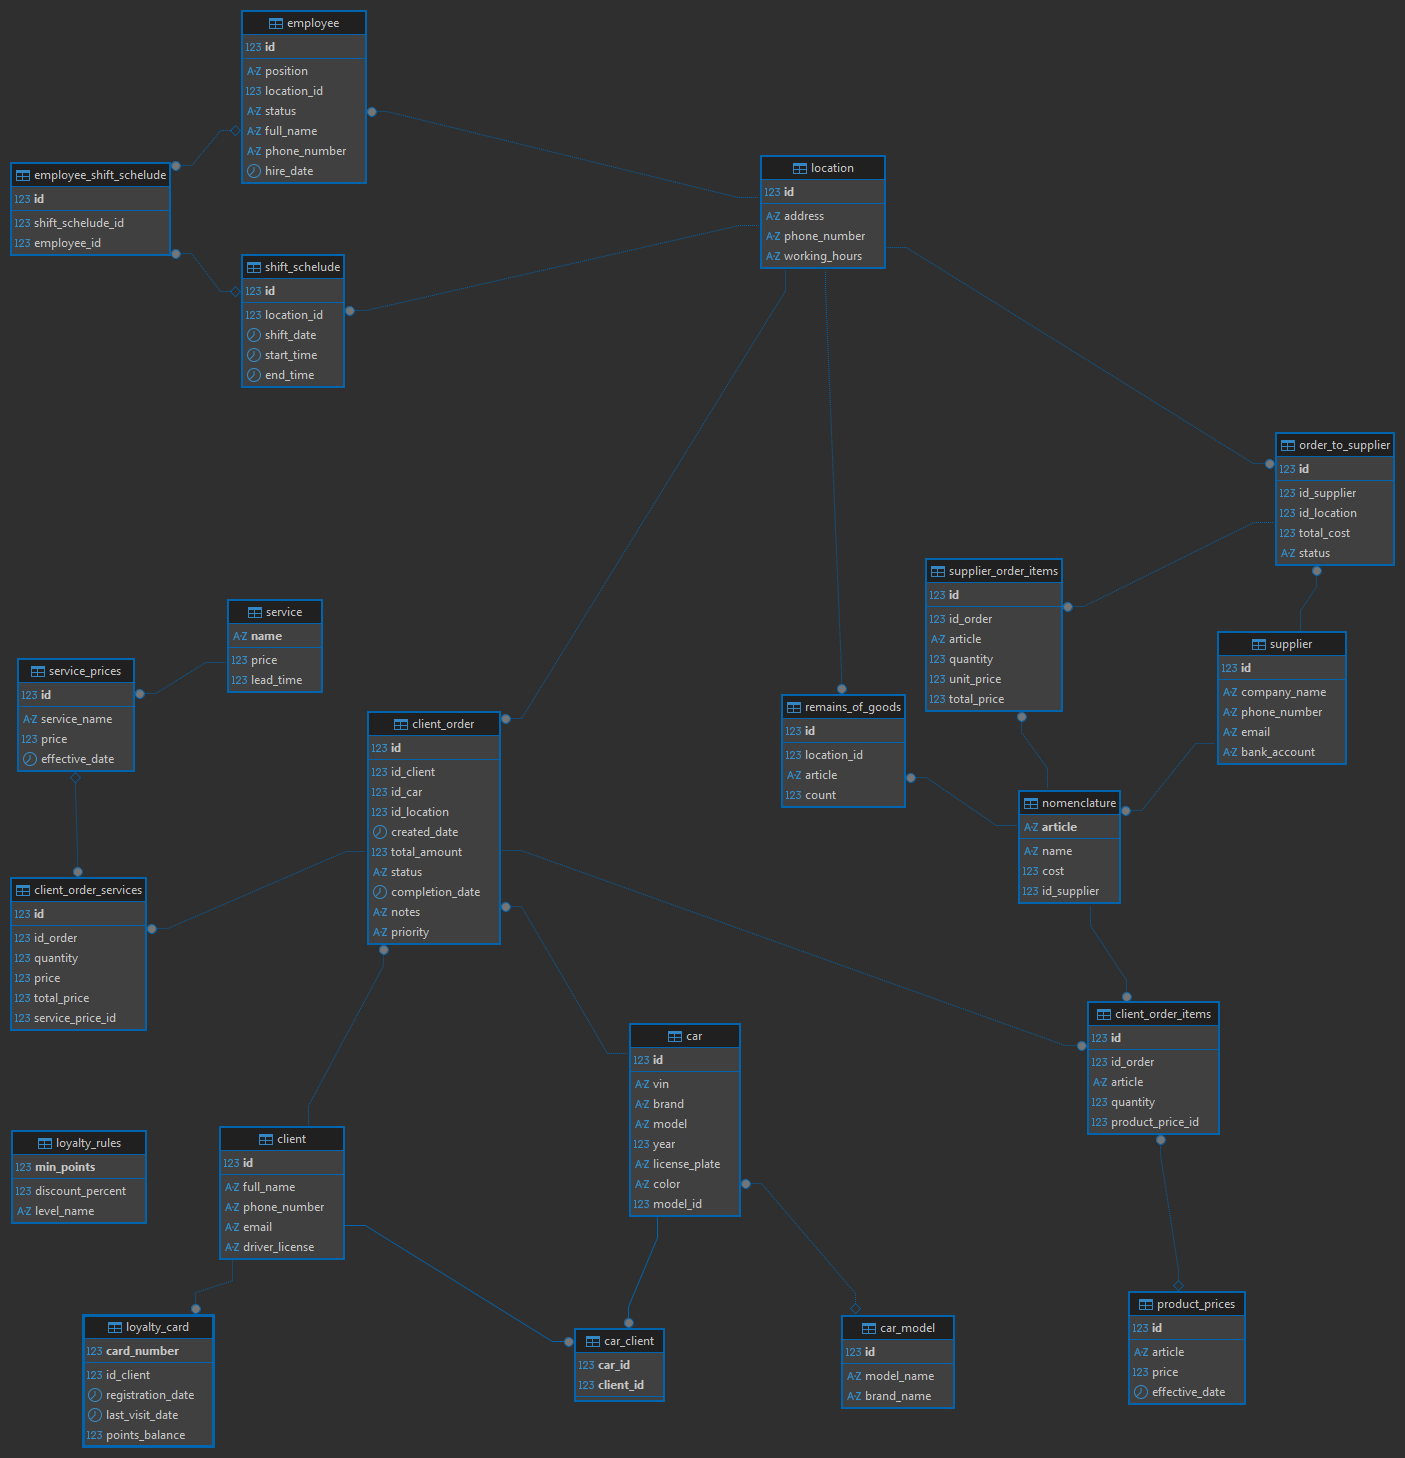 employee
123 id
A-Z position
123 location_id
A-Z status
A-Z full_name
A-Z phone_number
hire_date
employee_shift_schelude
123 id
123 shift_schelude_id
123 employee_id
shift_schelude
123 id
123 location_id
shift_date
start_time
end_time
location
123 id
A-Z address
A-Z phone_number
A-Z working_hours
order_to_supplier
123 id
123 id_supplier
123 id_location
123 total_cost
A-Z status
supplier_order_items
123 id
123 id_order
A-Z article
123 quantity
123 unit_price
123 total_price
supplier
123 id
A-Z company_name
A-Z phone_number
A-Z email
A-Z bank_account
service
A-Z name
123 price
123 lead_time
service_prices
123 id
A-Z service_name
123 price
effective_date
client_order
123 id
123 id_client
123 id_car
123 id_location
created_date
123 total_amount
A-Z status
completion_date
A-Z notes
A-Z priority
remains_of_goods
123 id
123 location_id
A-Z article
123 count
nomenclature
A-Z article
A-Z name
123 cost
123 id_supplier
client_order_services
123 id
123 id_order
123 quantity
123 price
123 total_price
123 service_price_id
client_order_items
123 id
123 id_order
A-Z article
123 quantity
123 product_price_id
car
123 id
A-Z vin
A-Z brand
A-Z model
123 year
A-Z license_plate
A-Z color
123 model_id
loyalty_rules
123 min_points
123 discount_percent
A-Z level_name
client
123 id
A-Z full_name
A-Z phone_number
A-Z email
A-Z driver_license
loyalty_card
123 card_number
123 id_client
registration_date
last_visit_date
123 points_balance
car_client
123 car_id
123 client_id
car_model
123 id
A-Z model_name
A-Z brand_name
product_prices
123 id
A-Z article
123 price
effective_date